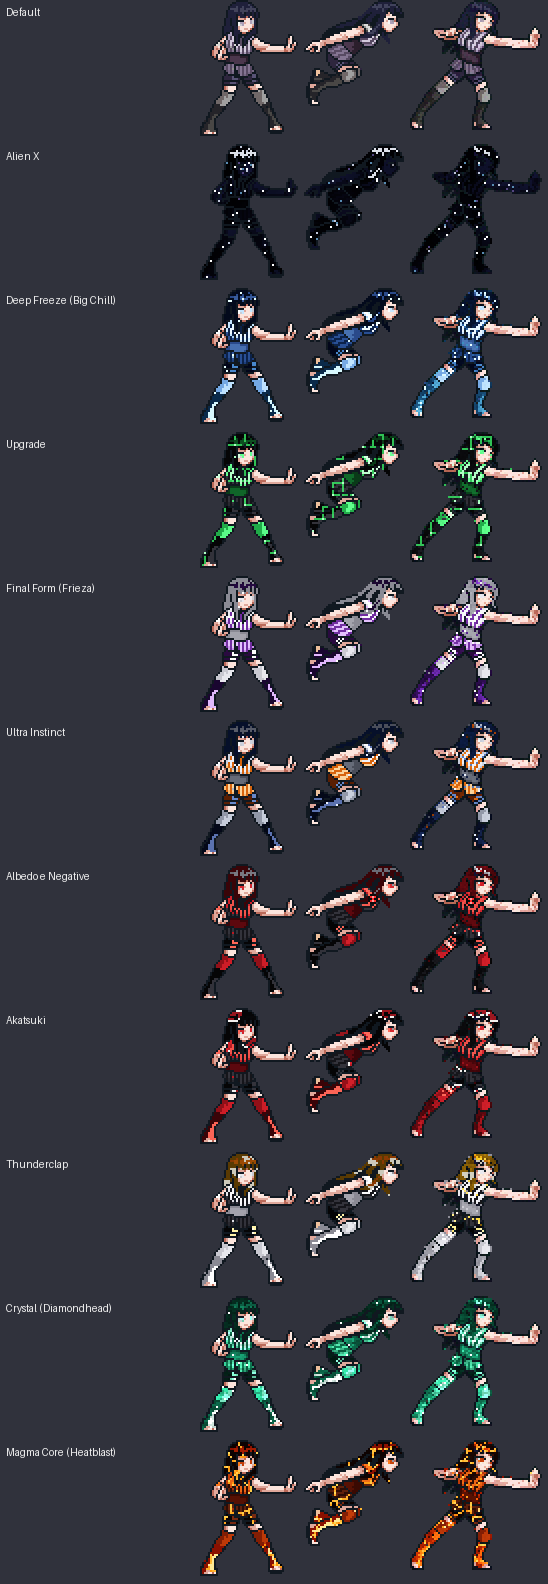 Default
Alien X
Deep Freeze (Big Chill)
Upgrade
Final Form (Frieza)
Ultra Instinct
Albedo e Negative
Akatsuki
Thunderclap
Crystal (Diamondhead)
Magma Core (Heatblast)